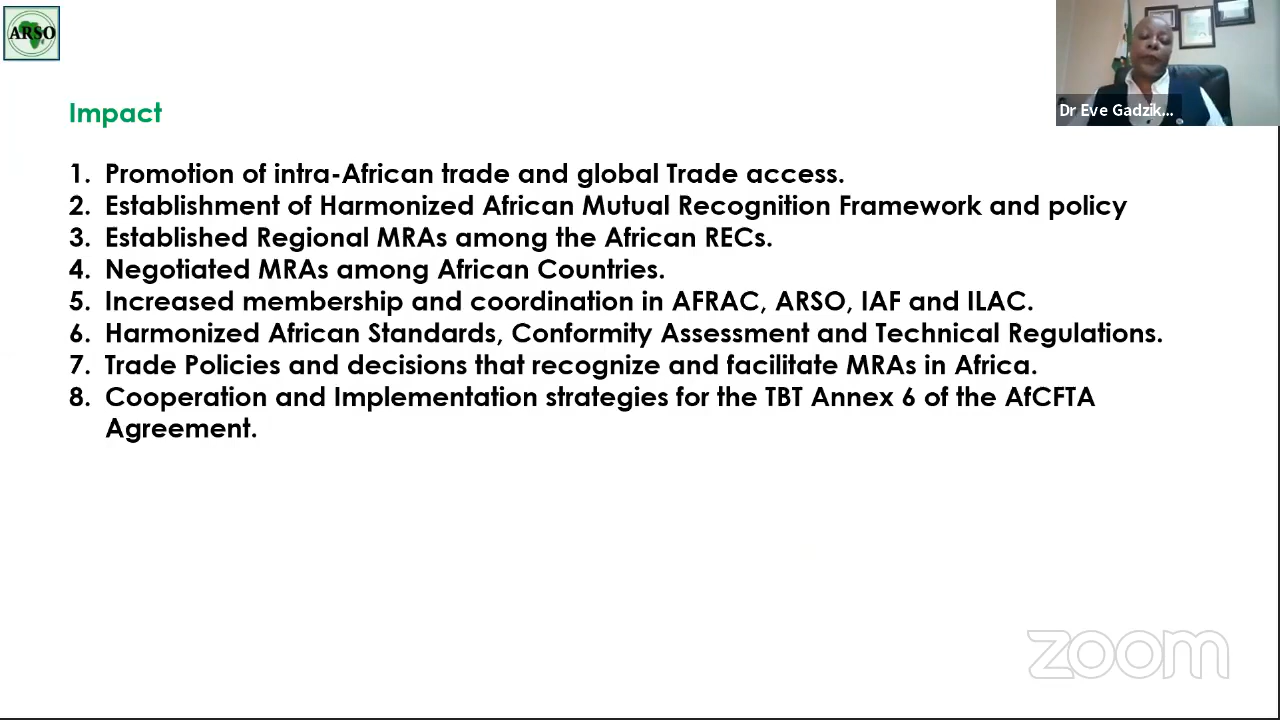 ARSO
Dr Eve Gadzik...
Impact
1. Promotion of intra-African trade and global Trade access.
2. Establishment of Harmonized African Mutual Recognition Framework and policy
3. Established Regional MRAs among the African RECs.
4. Negotiated MRAs among African Countries.
5. Increased membership and coordination in AFRAC, ARSO, IAF and ILAC.
6. Harmonized African Standards, Conformity Assessment and Technical Regulations.
7. Trade Policies and decisions that recognize and facilitate MRAs in Africa.
8. Cooperation and Implementation strategies for the TBT Annex 6 of the AfCFTA
Agreement.
zoom